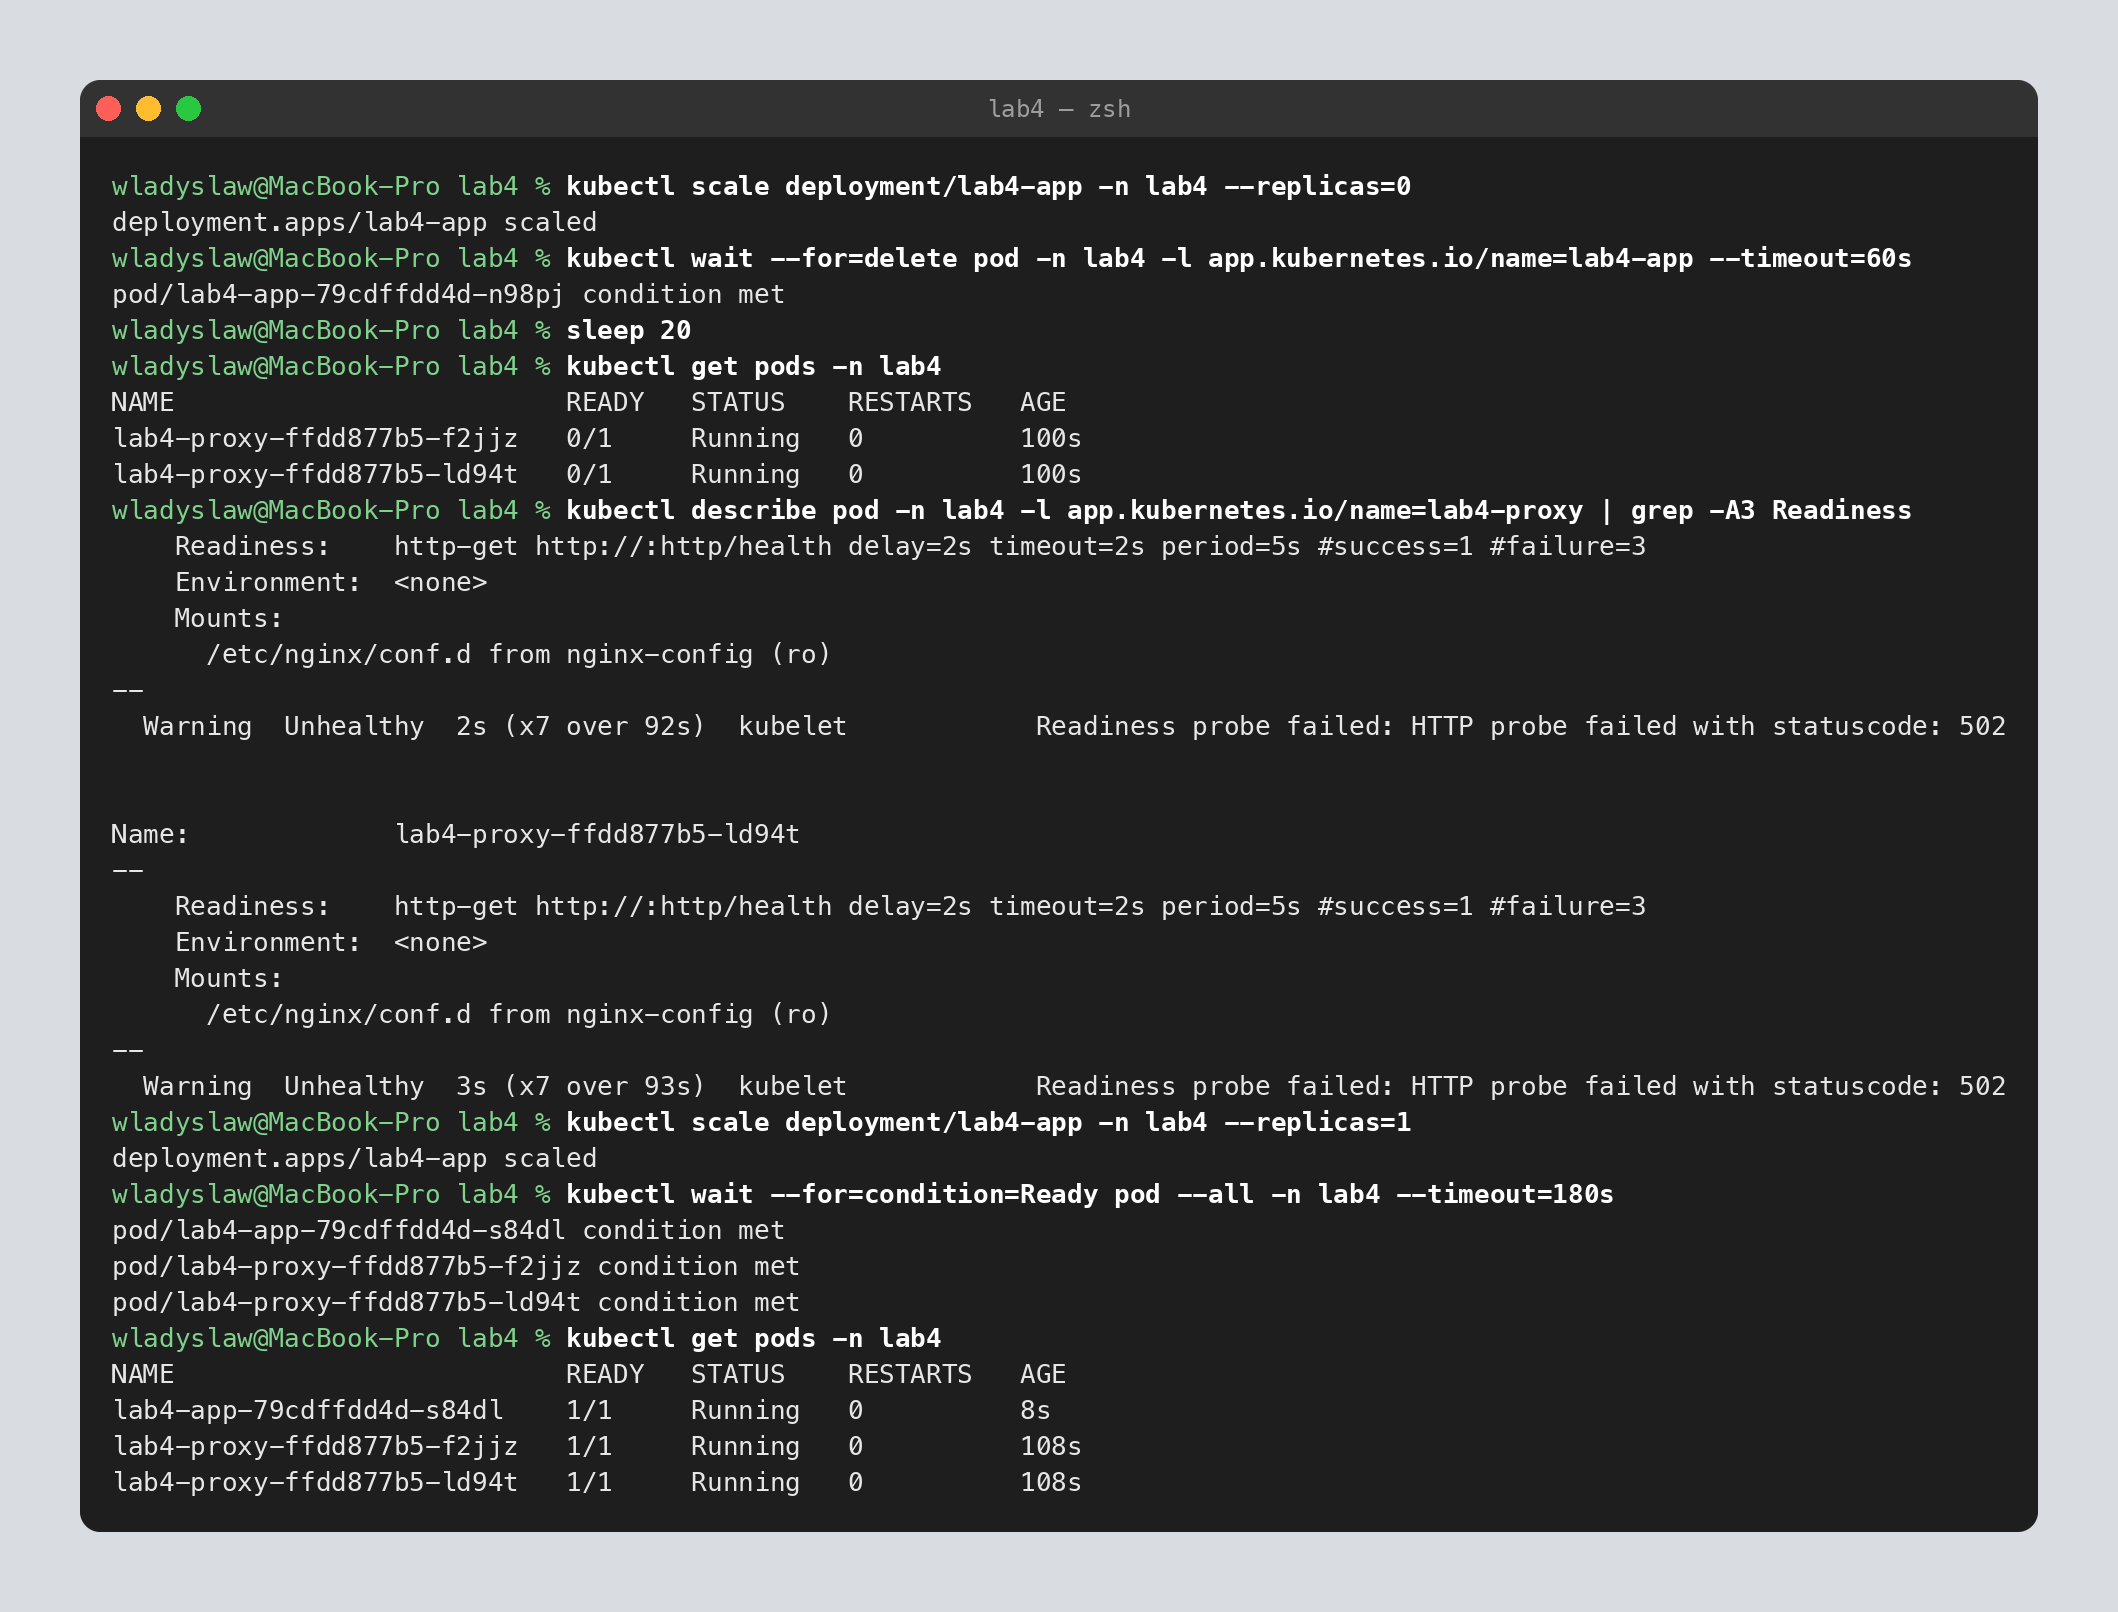 lab4 — zsh
wladyslaw@MacBook-Pro lab4 % kubectl scale deployment/lab4-app -n lab4 --replicas=0
deployment.apps/lab4-app scaled
wladyslaw@MacBook-Pro lab4 % kubectl wait --for=delete pod -n lab4 -l app.kubernetes.io/name=lab4-app --timeout=60s
pod/lab4-app-79cdffdd4d-n98pj condition met
wladyslaw@MacBook-Pro lab4 % sleep 20
wladyslaw@MacBook-Pro lab4 % kubectl get pods -n lab4
NAME                         READY   STATUS    RESTARTS   AGE
lab4-proxy-ffdd877b5-f2jjz   0/1     Running   0          100s
lab4-proxy-ffdd877b5-ld94t   0/1     Running   0          100s
wladyslaw@MacBook-Pro lab4 % kubectl describe pod -n lab4 -l app.kubernetes.io/name=lab4-proxy | grep -A3 Readiness
    Readiness:    http-get http://:http/health delay=2s timeout=2s period=5s #success=1 #failure=3
    Environment:  <none>
    Mounts:
      /etc/nginx/conf.d from nginx-config (ro)
--
  Warning  Unhealthy  2s (x7 over 92s)  kubelet            Readiness probe failed: HTTP probe failed with statuscode: 502
Name:             lab4-proxy-ffdd877b5-ld94t
--
    Readiness:    http-get http://:http/health delay=2s timeout=2s period=5s #success=1 #failure=3
    Environment:  <none>
    Mounts:
      /etc/nginx/conf.d from nginx-config (ro)
--
  Warning  Unhealthy  3s (x7 over 93s)  kubelet            Readiness probe failed: HTTP probe failed with statuscode: 502
wladyslaw@MacBook-Pro lab4 % kubectl scale deployment/lab4-app -n lab4 --replicas=1
deployment.apps/lab4-app scaled
wladyslaw@MacBook-Pro lab4 % kubectl wait --for=condition=Ready pod --all -n lab4 --timeout=180s
pod/lab4-app-79cdffdd4d-s84dl condition met
pod/lab4-proxy-ffdd877b5-f2jjz condition met
pod/lab4-proxy-ffdd877b5-ld94t condition met
wladyslaw@MacBook-Pro lab4 % kubectl get pods -n lab4
NAME                         READY   STATUS    RESTARTS   AGE
lab4-app-79cdffdd4d-s84dl    1/1     Running   0          8s
lab4-proxy-ffdd877b5-f2jjz   1/1     Running   0          108s
lab4-proxy-ffdd877b5-ld94t   1/1     Running   0          108s